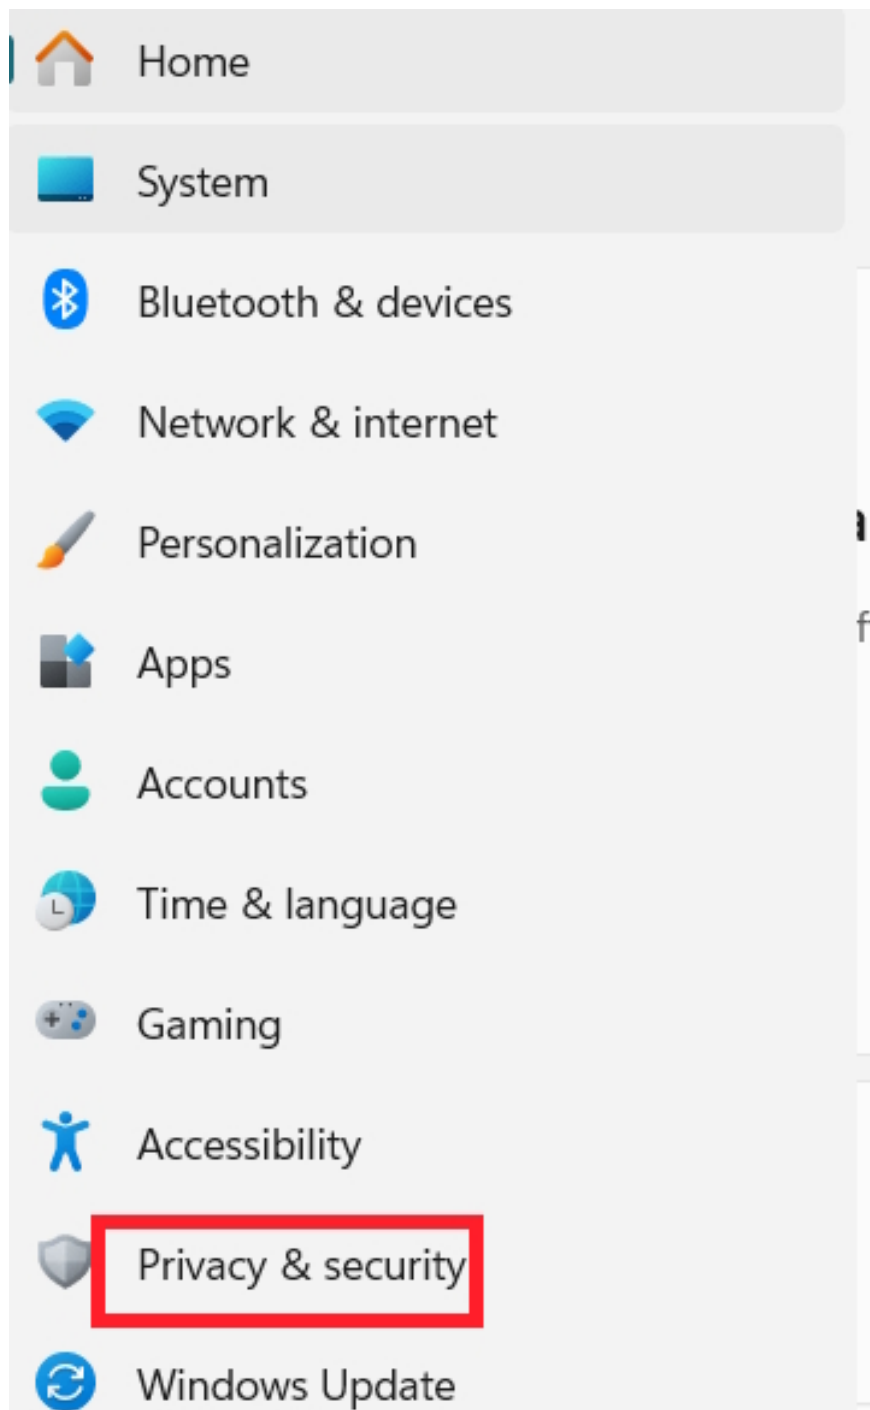 Home
System
Bluetooth & devices
Network & internet
Personalization
a
Apps
f
Accounts
Time & language
Gaming
Accessibility
Privacy & security
Windows Update